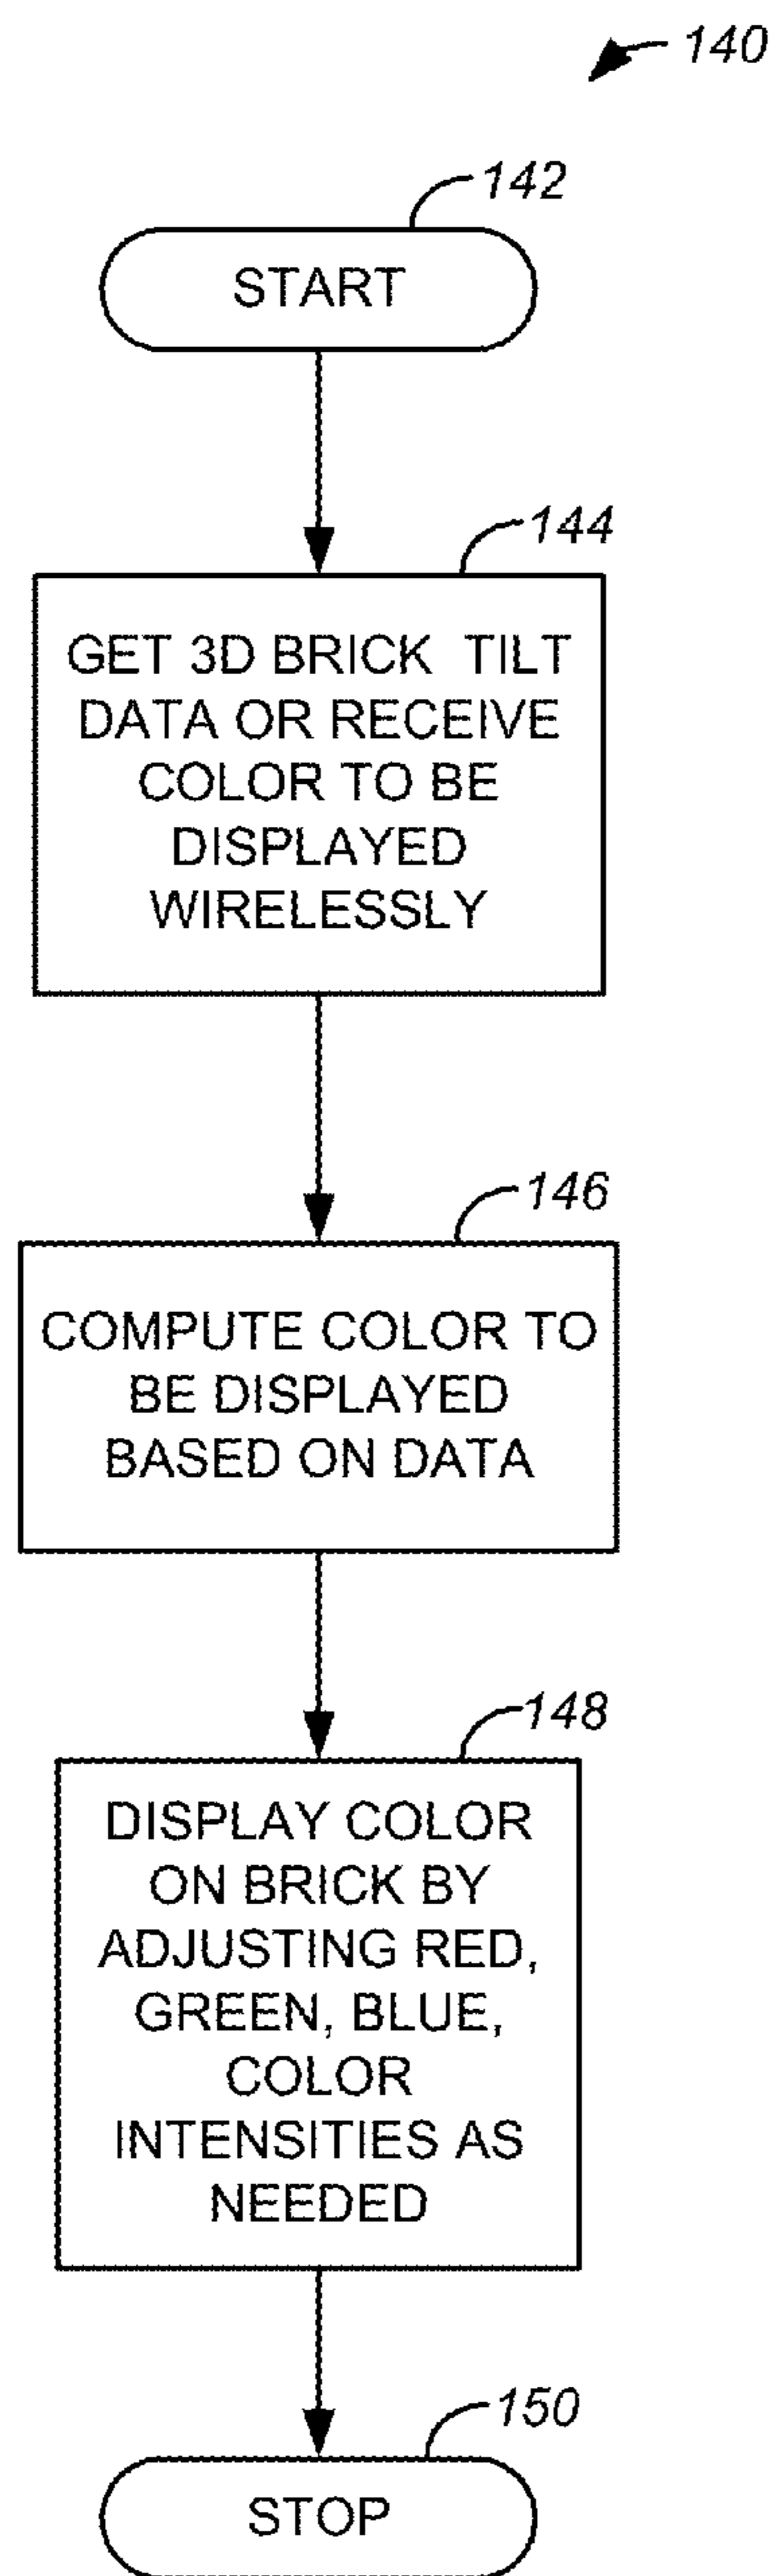 140
142
START
144
GET 3D BRICK TILT
DATA OR RECEIVE
COLOR TO BE
DISPLAYED
WIRELESSLY
146
COMPUTE COLOR TO
BE DISPLAYED
BASED ON DATA
148
DISPLAY COLOR
ON BRICK BY
ADJUSTING RED,
GREEN, BLUE,
COLOR
INTENSITIES AS
NEEDED
150
STOP